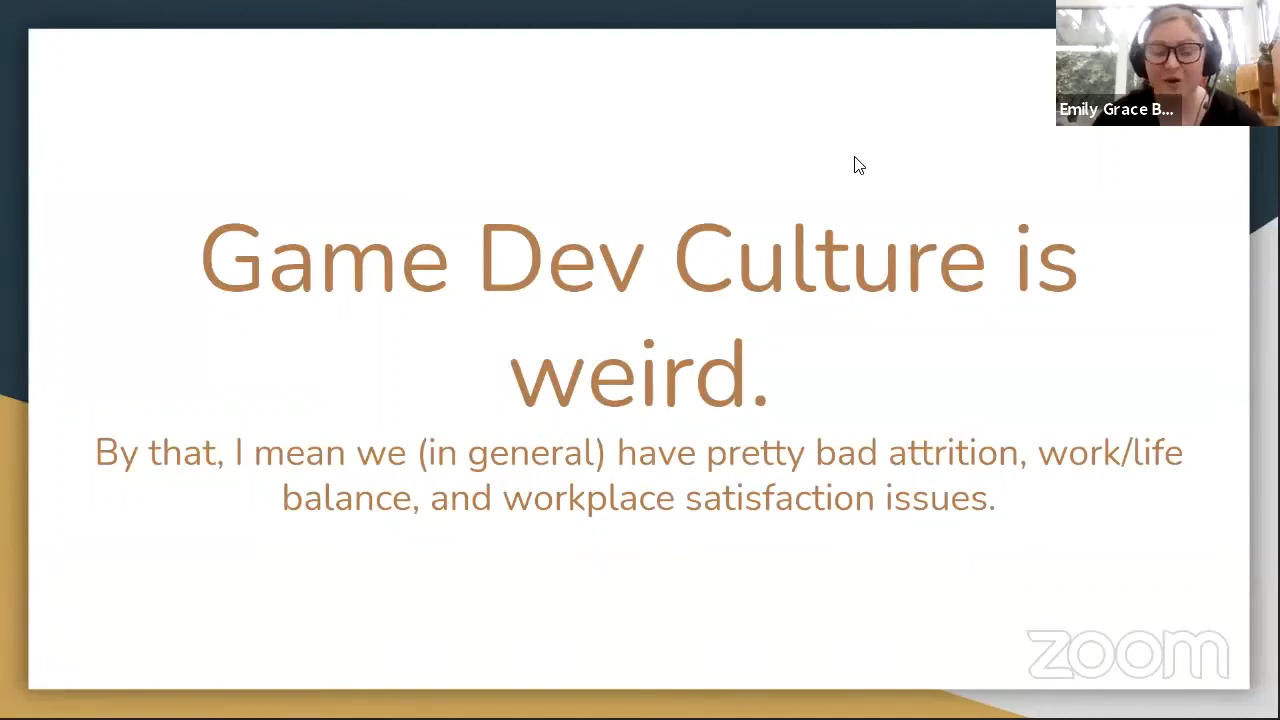 Emily Grace B...
Game Dev Culture is
weird.
By that, I mean we (in general) have pretty bad attrition, work/life
balance, and workplace satisfaction issues.
zoom